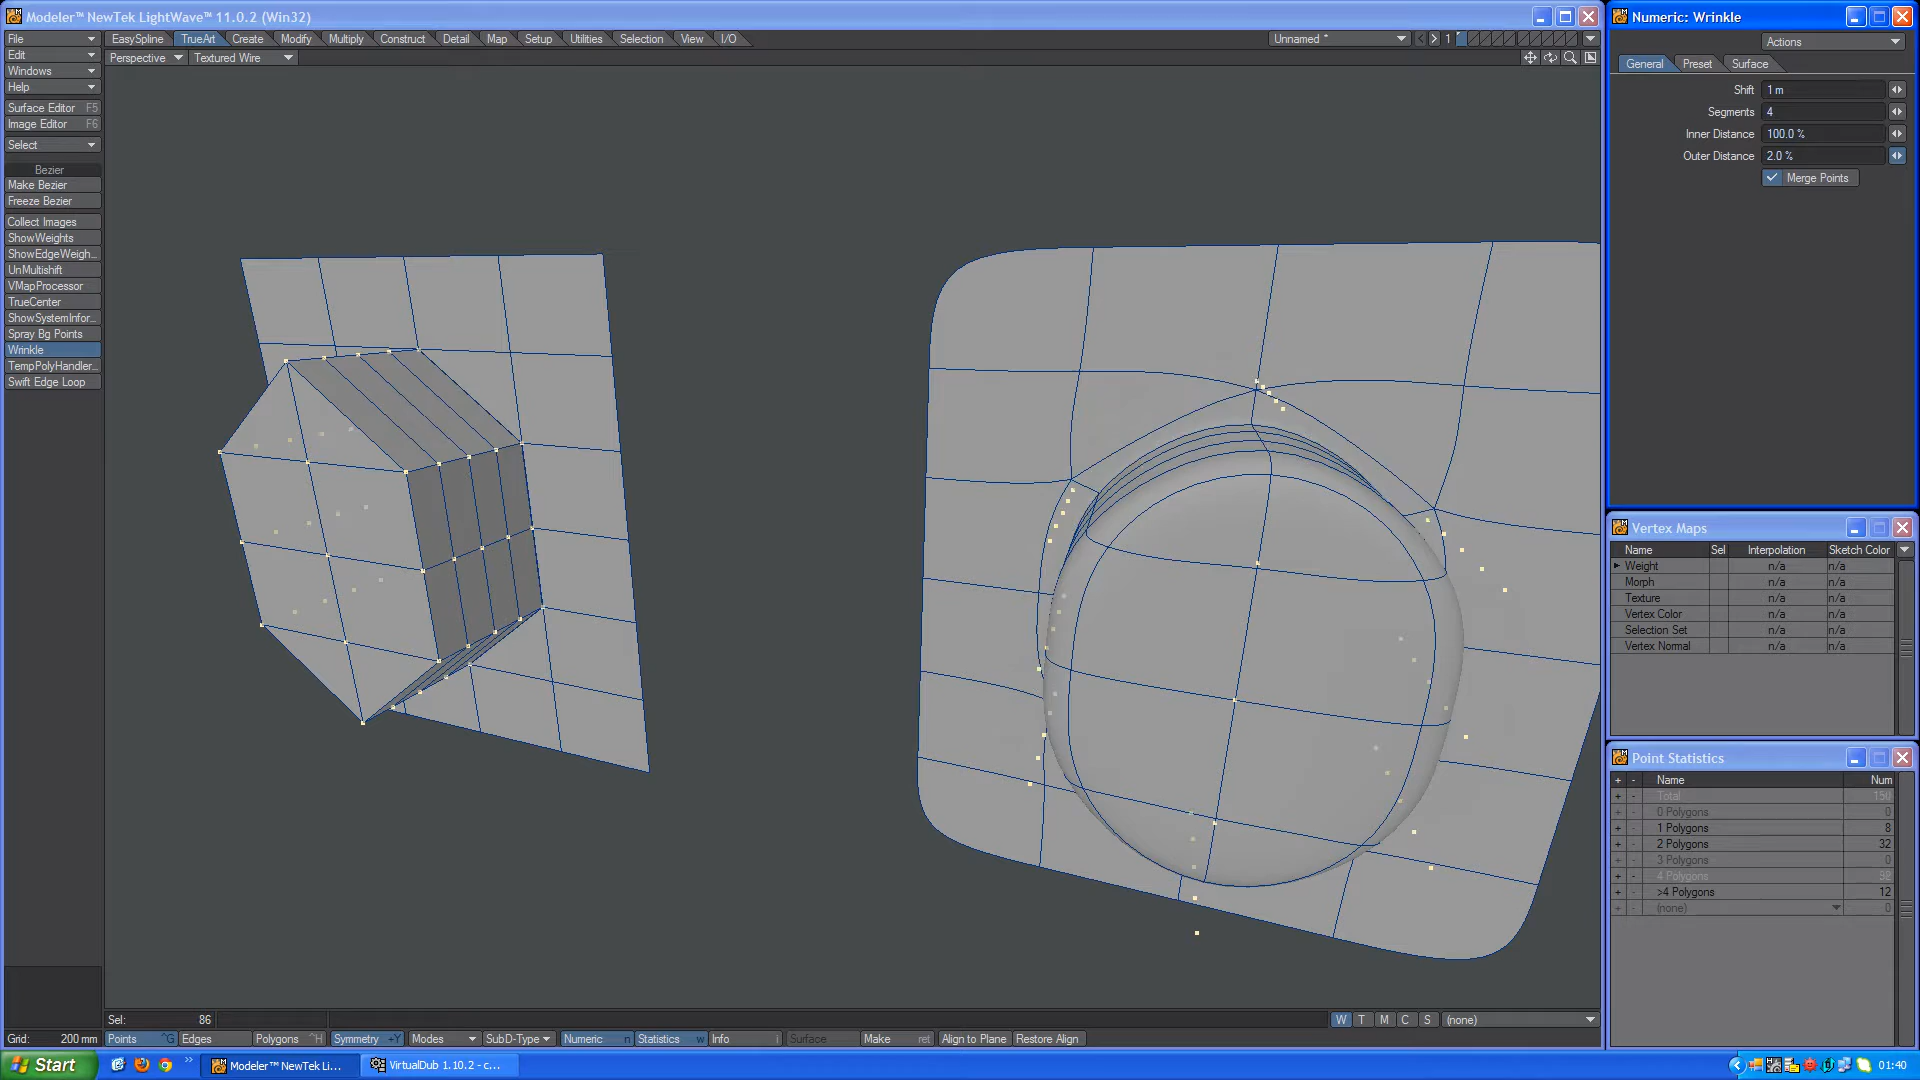 Modeler™ NewTek LightWave™ 11.0.2 (Win32)
File
Edit
Windows
Help
Surface Editor F5
Image Editor F6
Select
Bezier
Make Bezier
Freeze Bezier
Collect Images
ShowWeights
ShowEdgeWeigh...
UnMultishift
VMapProcessor
TrueCenter
ShowSystemInfor...
Spray Bg Points
Wrinkle
TempPolyHandler...
Swift Edge Loop
EasySpline TrueArt Create Modify Multiply Construct Detail Map Setup Utilities Selection View I/O
Unnamed * 1
Perspective Textured Wire
Numeric: Wrinkle
Actions
General Preset Surface
Shift 1 m
Segments 4
Inner Distance 100.0 %
Outer Distance 2.0 %
Merge Points
Vertex Maps
Name Sel Interpolation Sketch Color
Weight n/a n/a
Morph n/a n/a
Texture n/a n/a
Vertex Color n/a n/a
Selection Set n/a n/a
Vertex Normal n/a n/a
Point Statistics
+ - Name Num
+ - Total 150
+ - 0 Polygons 0
+ - 1 Polygons 8
+ - 2 Polygons 32
+ - 3 Polygons 0
+ - 4 Polygons
+ - >4 Polygons 12
+ - (none) 0
Sel: 86
W T M C S (none)
Grid: 200 mm Points ^G Edges Polygons ^H Symmetry +Y Modes SubD-Type Numeric n Statistics w Info i Surface Make ret Align to Plane Restore Align
Start Modeler™ NewTek Li... VirtualDub 1.10.2 - c... 01:40